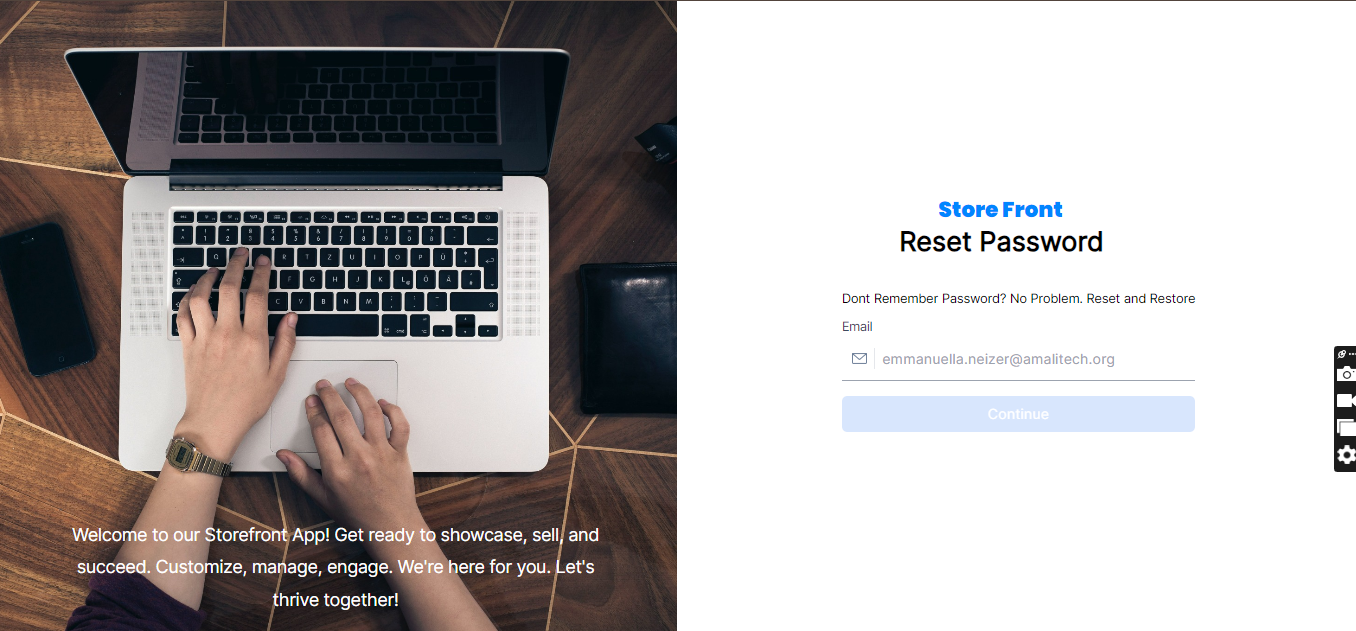 Welcome to our Storefront App! Get ready to showcase, sell, and
succeed. Customize, manage, engage. We're here for you. Let's
thrive together!
Store Front
Reset Password
Dont Remember Password? No Problem. Reset and Restore
Email
emmanuella.neizer@amalitech.org
Continue